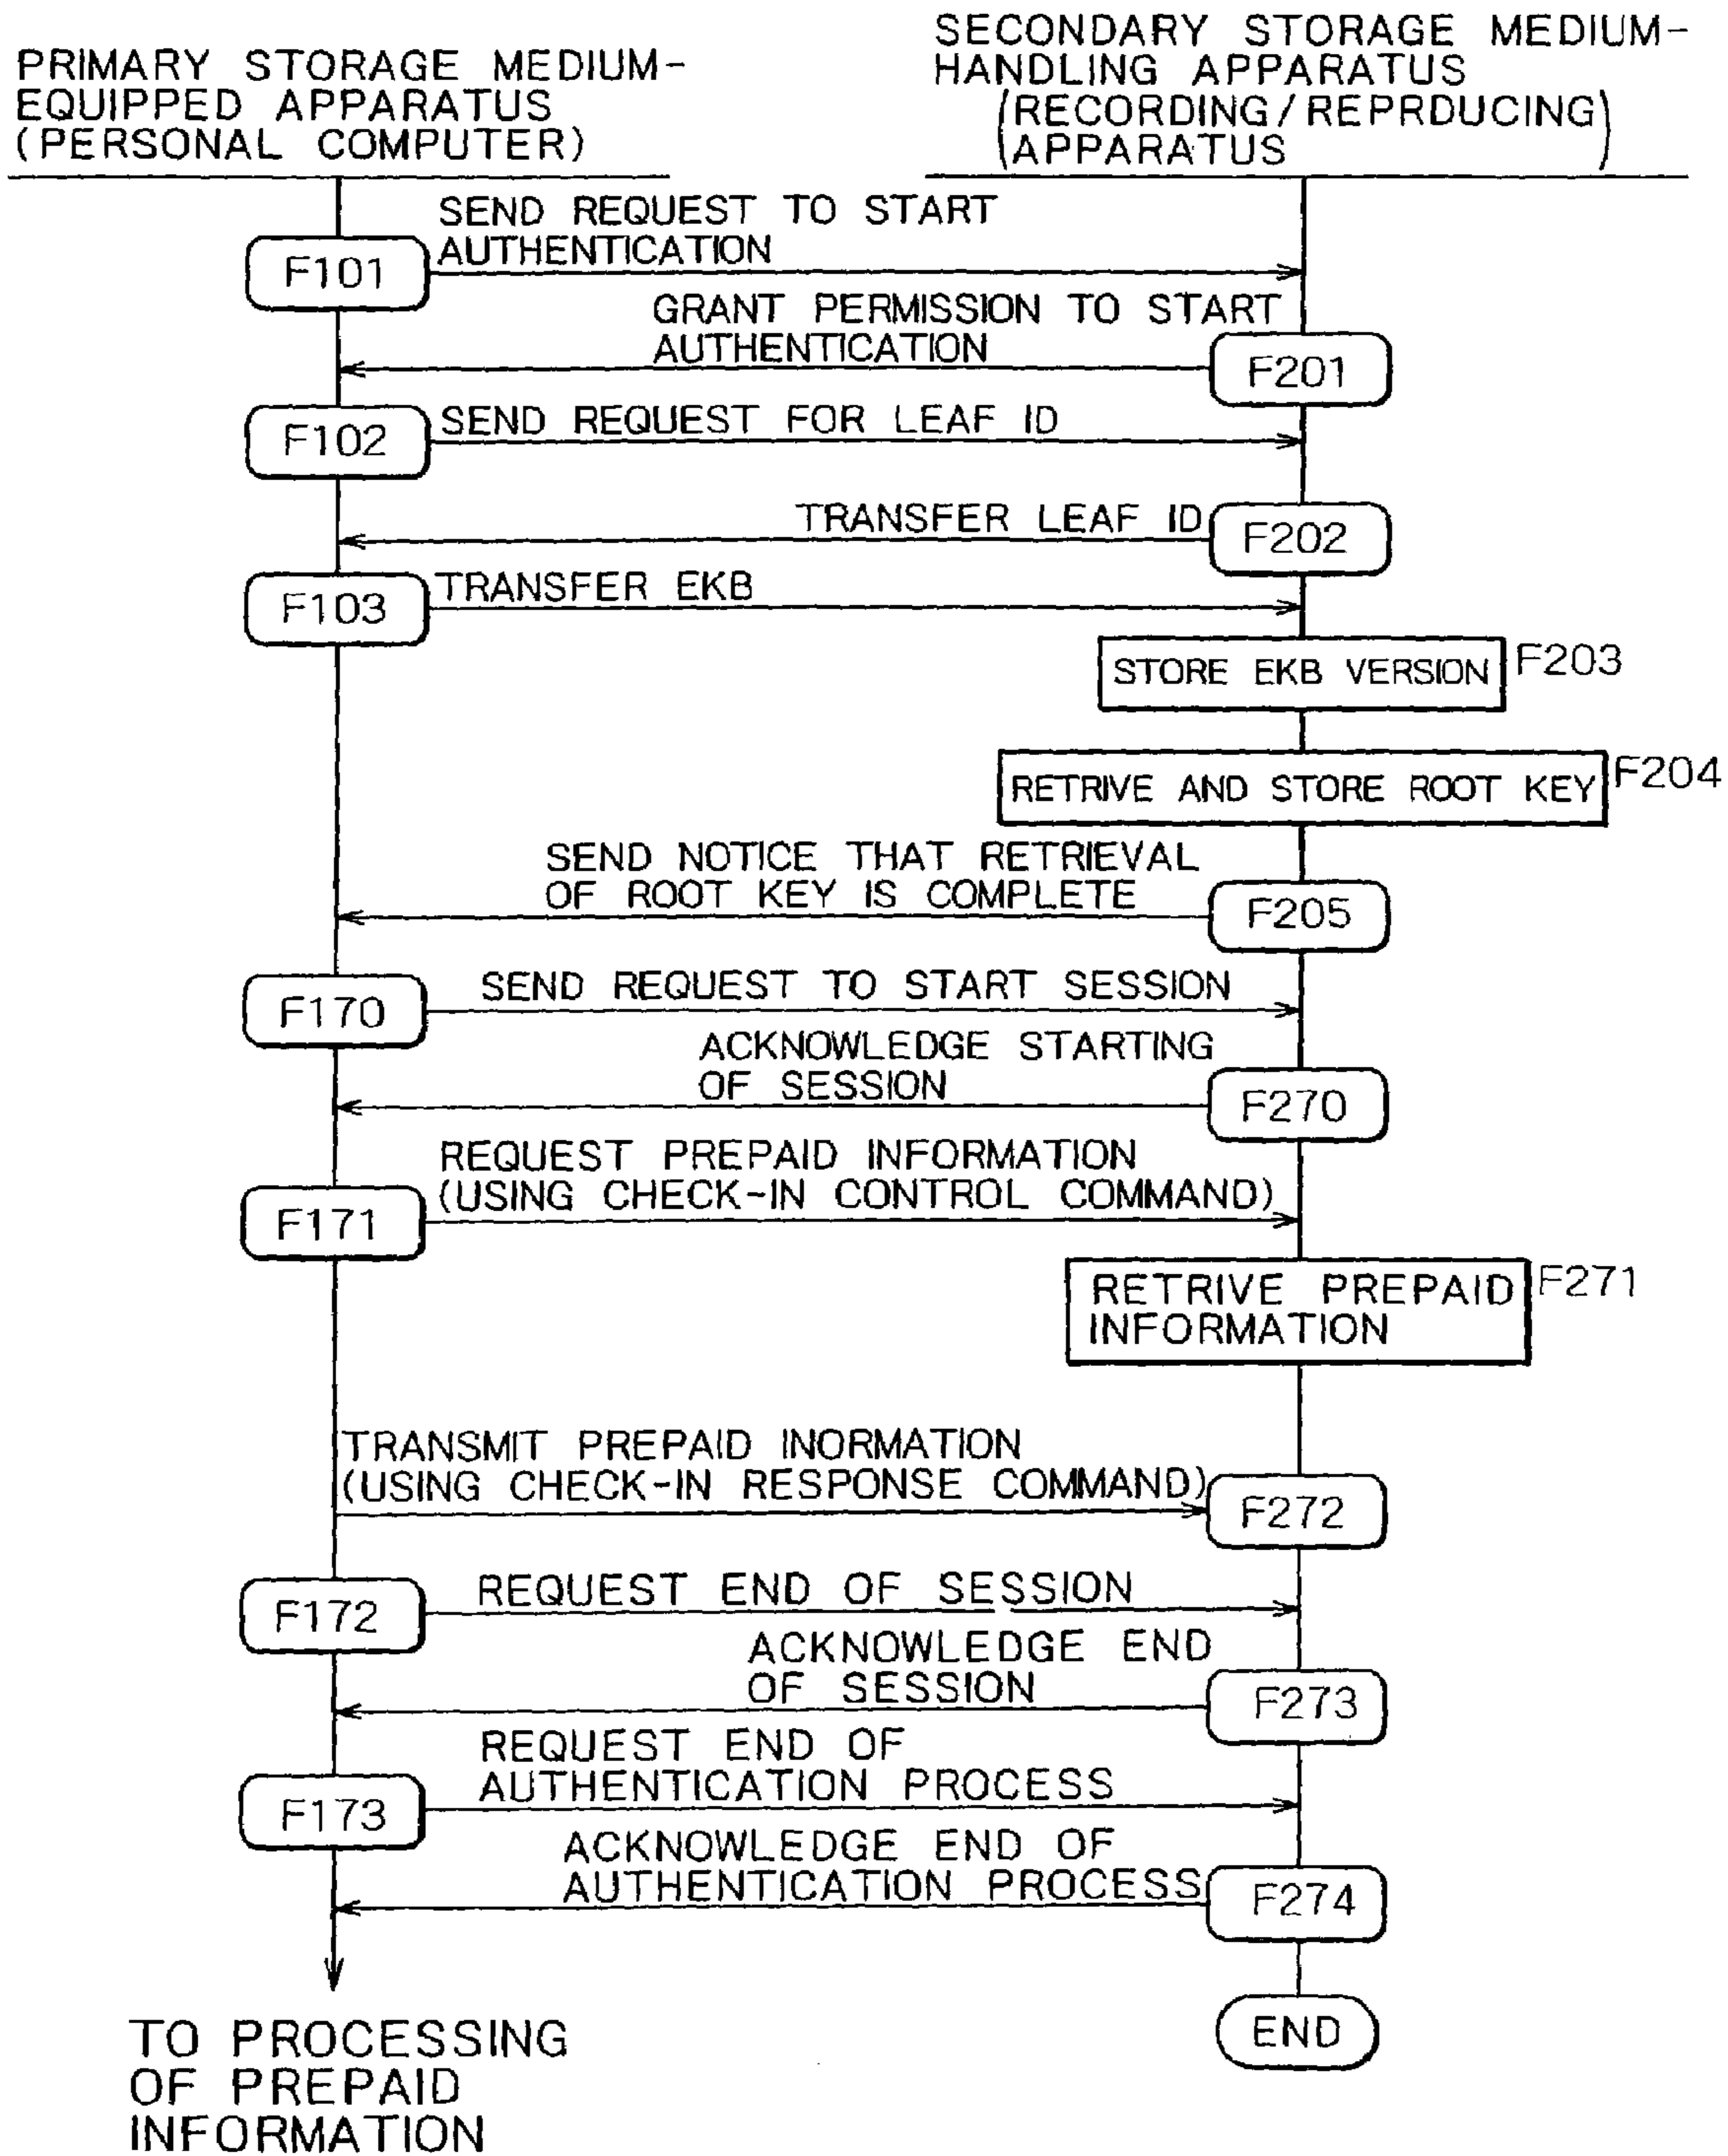 PRIMARY STORAGE MEDIUM-
EQUIPPED APPARATUS
(PERSONAL COMPUTER)
SECONDARY STORAGE MEDIUM-
HANDLING APPARATUS
(RECORDING/REPRDUCING)
(APPARATUS )
SEND REQUEST TO START
AUTHENTICATION
F101
GRANT PERMISSION TO START
AUTHENTICATION
F201
SEND REQUEST FOR LEAF ID
F102
TRANSFER LEAF ID
F202
TRANSFER EKB
F103
STORE EKB VERSION
F203
RETRIVE AND STORE ROOT KEY
F204
SEND NOTICE THAT RETRIEVAL
OF ROOT KEY IS COMPLETE
F205
SEND REQUEST TO START SESSION
F170
ACKNOWLEDGE STARTING
OF SESSION
F270
REQUEST PREPAID INFORMATION
(USING CHECK-IN CONTROL COMMAND)
F171
RETRIVE PREPAID
INFORMATION
F271
TRANSMIT PREPAID INORMATION
(USING CHECK-IN RESPONSE COMMAND)
F272
REQUEST END OF SESSION
F172
ACKNOWLEDGE END
OF SESSION
F273
REQUEST END OF
AUTHENTICATION PROCESS
F173
ACKNOWLEDGE END OF
AUTHENTICATION PROCESS
F274
TO PROCESSING
OF PREPAID
INFORMATION
END